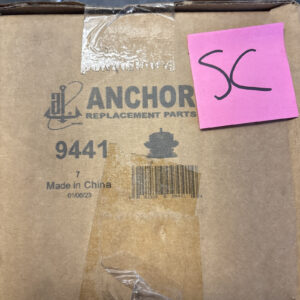 SC
ANCHOR
REPLACEMENT PARTS
9441
7
Made in China
01/06/23